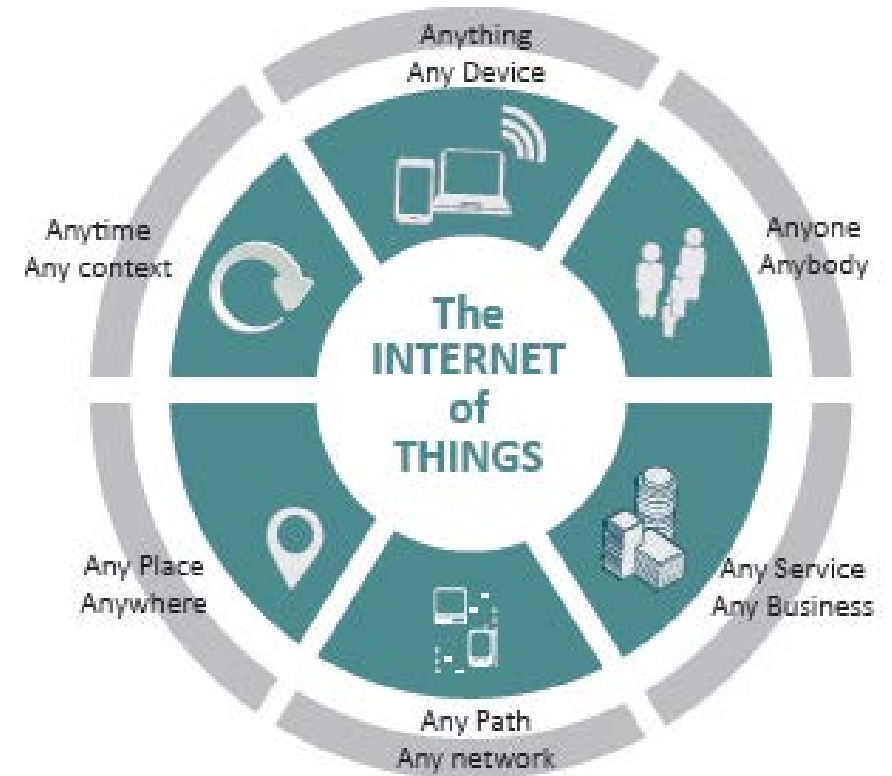 Anything
Any Device
Anyone
Anybody
Any Service
Any Business
Any Path
Any network
Any Place
Anywhere
Anytime
Any context
The
INTERNET
of
THINGS